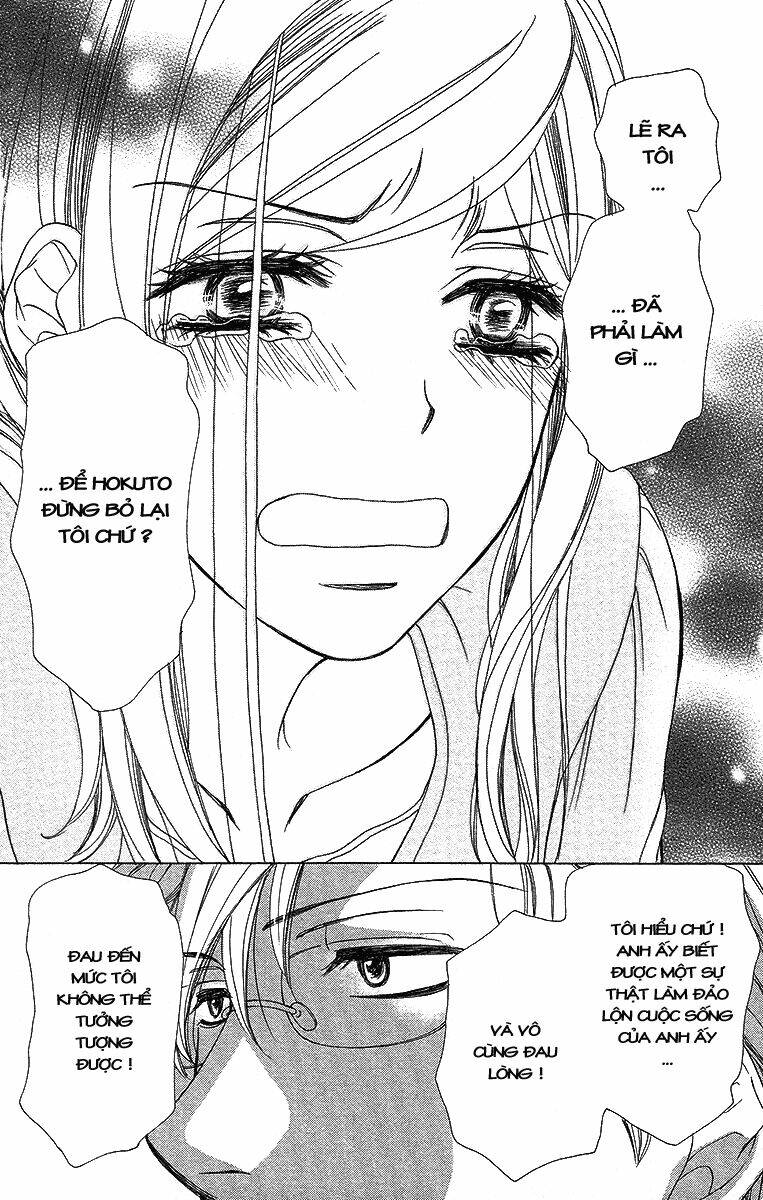 LẼ RA
TÔI
...
... ĐÃ
PHẢI LÀM
GÌ ...
... ĐỂ HOKUTO
ĐỪNG BỎ LẠI
TÔI CHỨ ?
TÔI HIỂU CHỨ !
ANH ẤY BIẾT
ĐƯỢC MỘT SỰ
THẬT LÀM ĐẢO
LỘN CUỘC SỐNG
CỦA ANH ẤY
...
VÀ VÔ
CÙNG ĐAU
LÒNG !
ĐAU ĐẾN
MỨC TÔI
KHÔNG THỂ
TƯỞNG
TƯỢNG
ĐƯỢC !